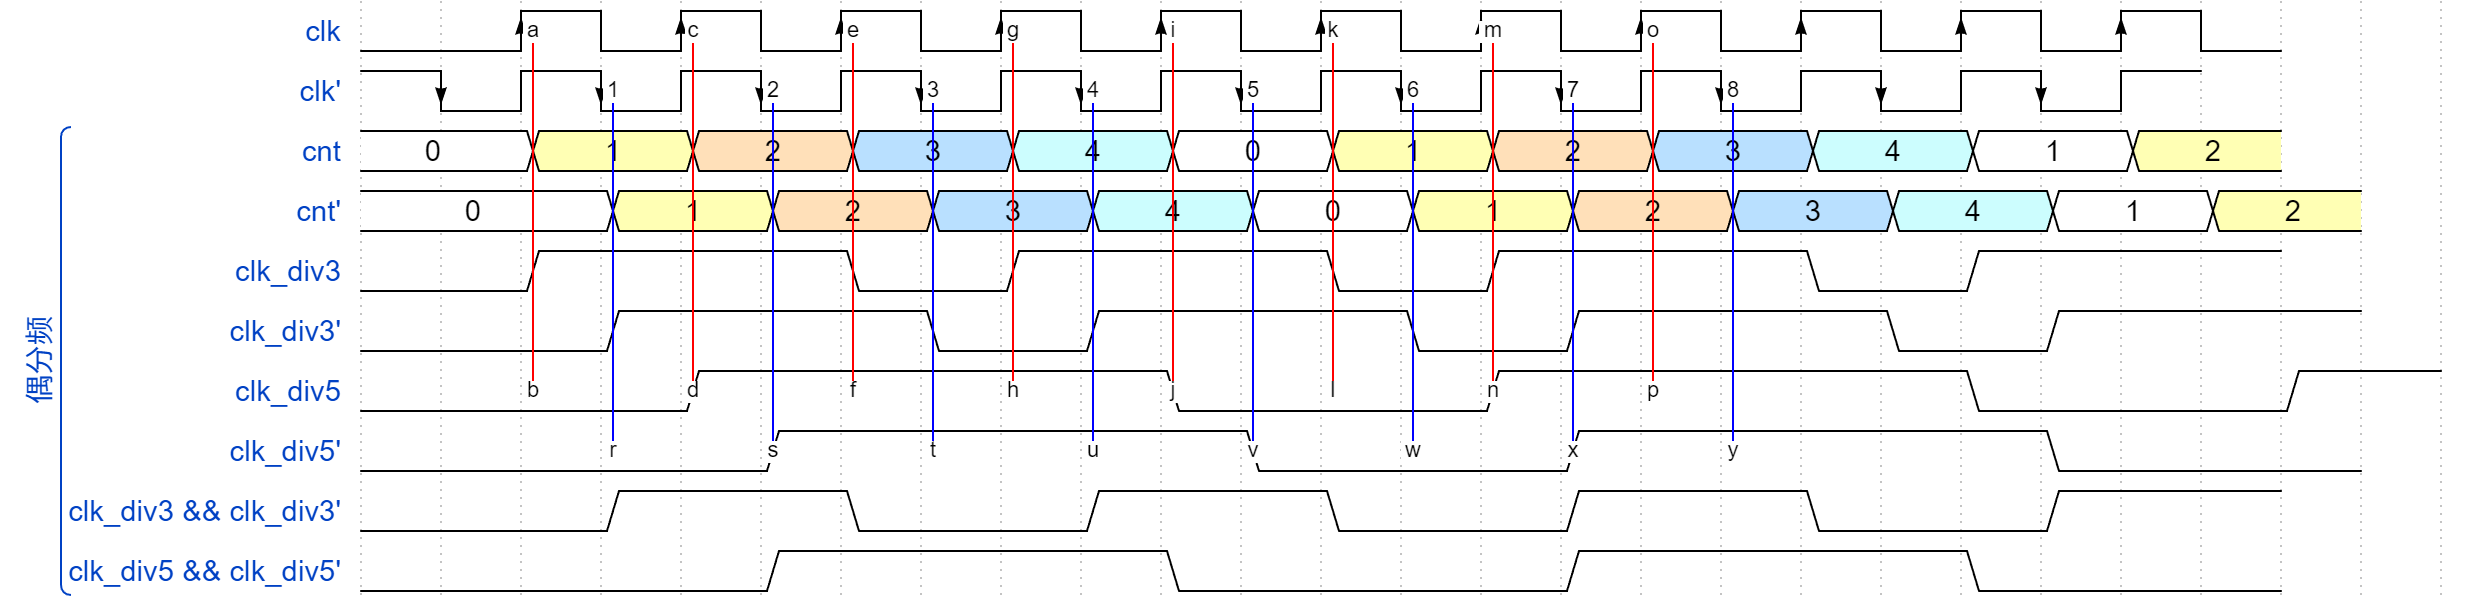 clk a c e g i k m o
clk' 1 2 3 4 5 6 7 8
cnt 0 1 2 3 4 0 1 2 3 4 1 2
cnt' 0 1 2 3 4 0 1 2 3 4 1 2
clk_div3
clk_div3'
clk_div5 b d f h j l n p
clk_div5' r s t u v w x y
clk_div3 && clk_div3'
clk_div5 && clk_div5'
偶分频